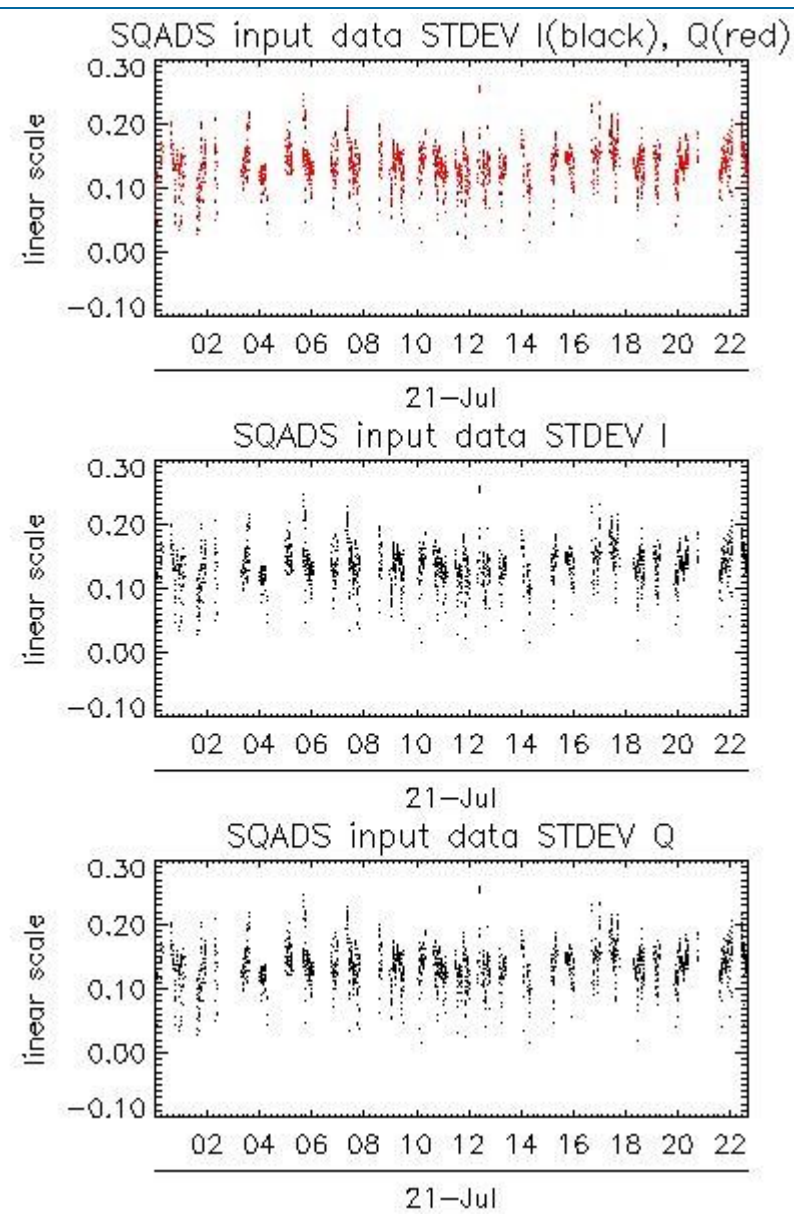 SQADS input data STDEV I(black), Q(red)
0.30
0.20
0.10
0.00
−0.10
linear scale
02 04 06 08 10 12 14 16 18 20 22
21−Jul
SQADS input data STDEV I
0.30
0.20
0.10
0.00
−0.10
linear scale
02 04 06 08 10 12 14 16 18 20 22
21−Jul
SQADS input data STDEV Q
0.30
0.20
0.10
0.00
−0.10
linear scale
02 04 06 08 10 12 14 16 18 20 22
21−Jul